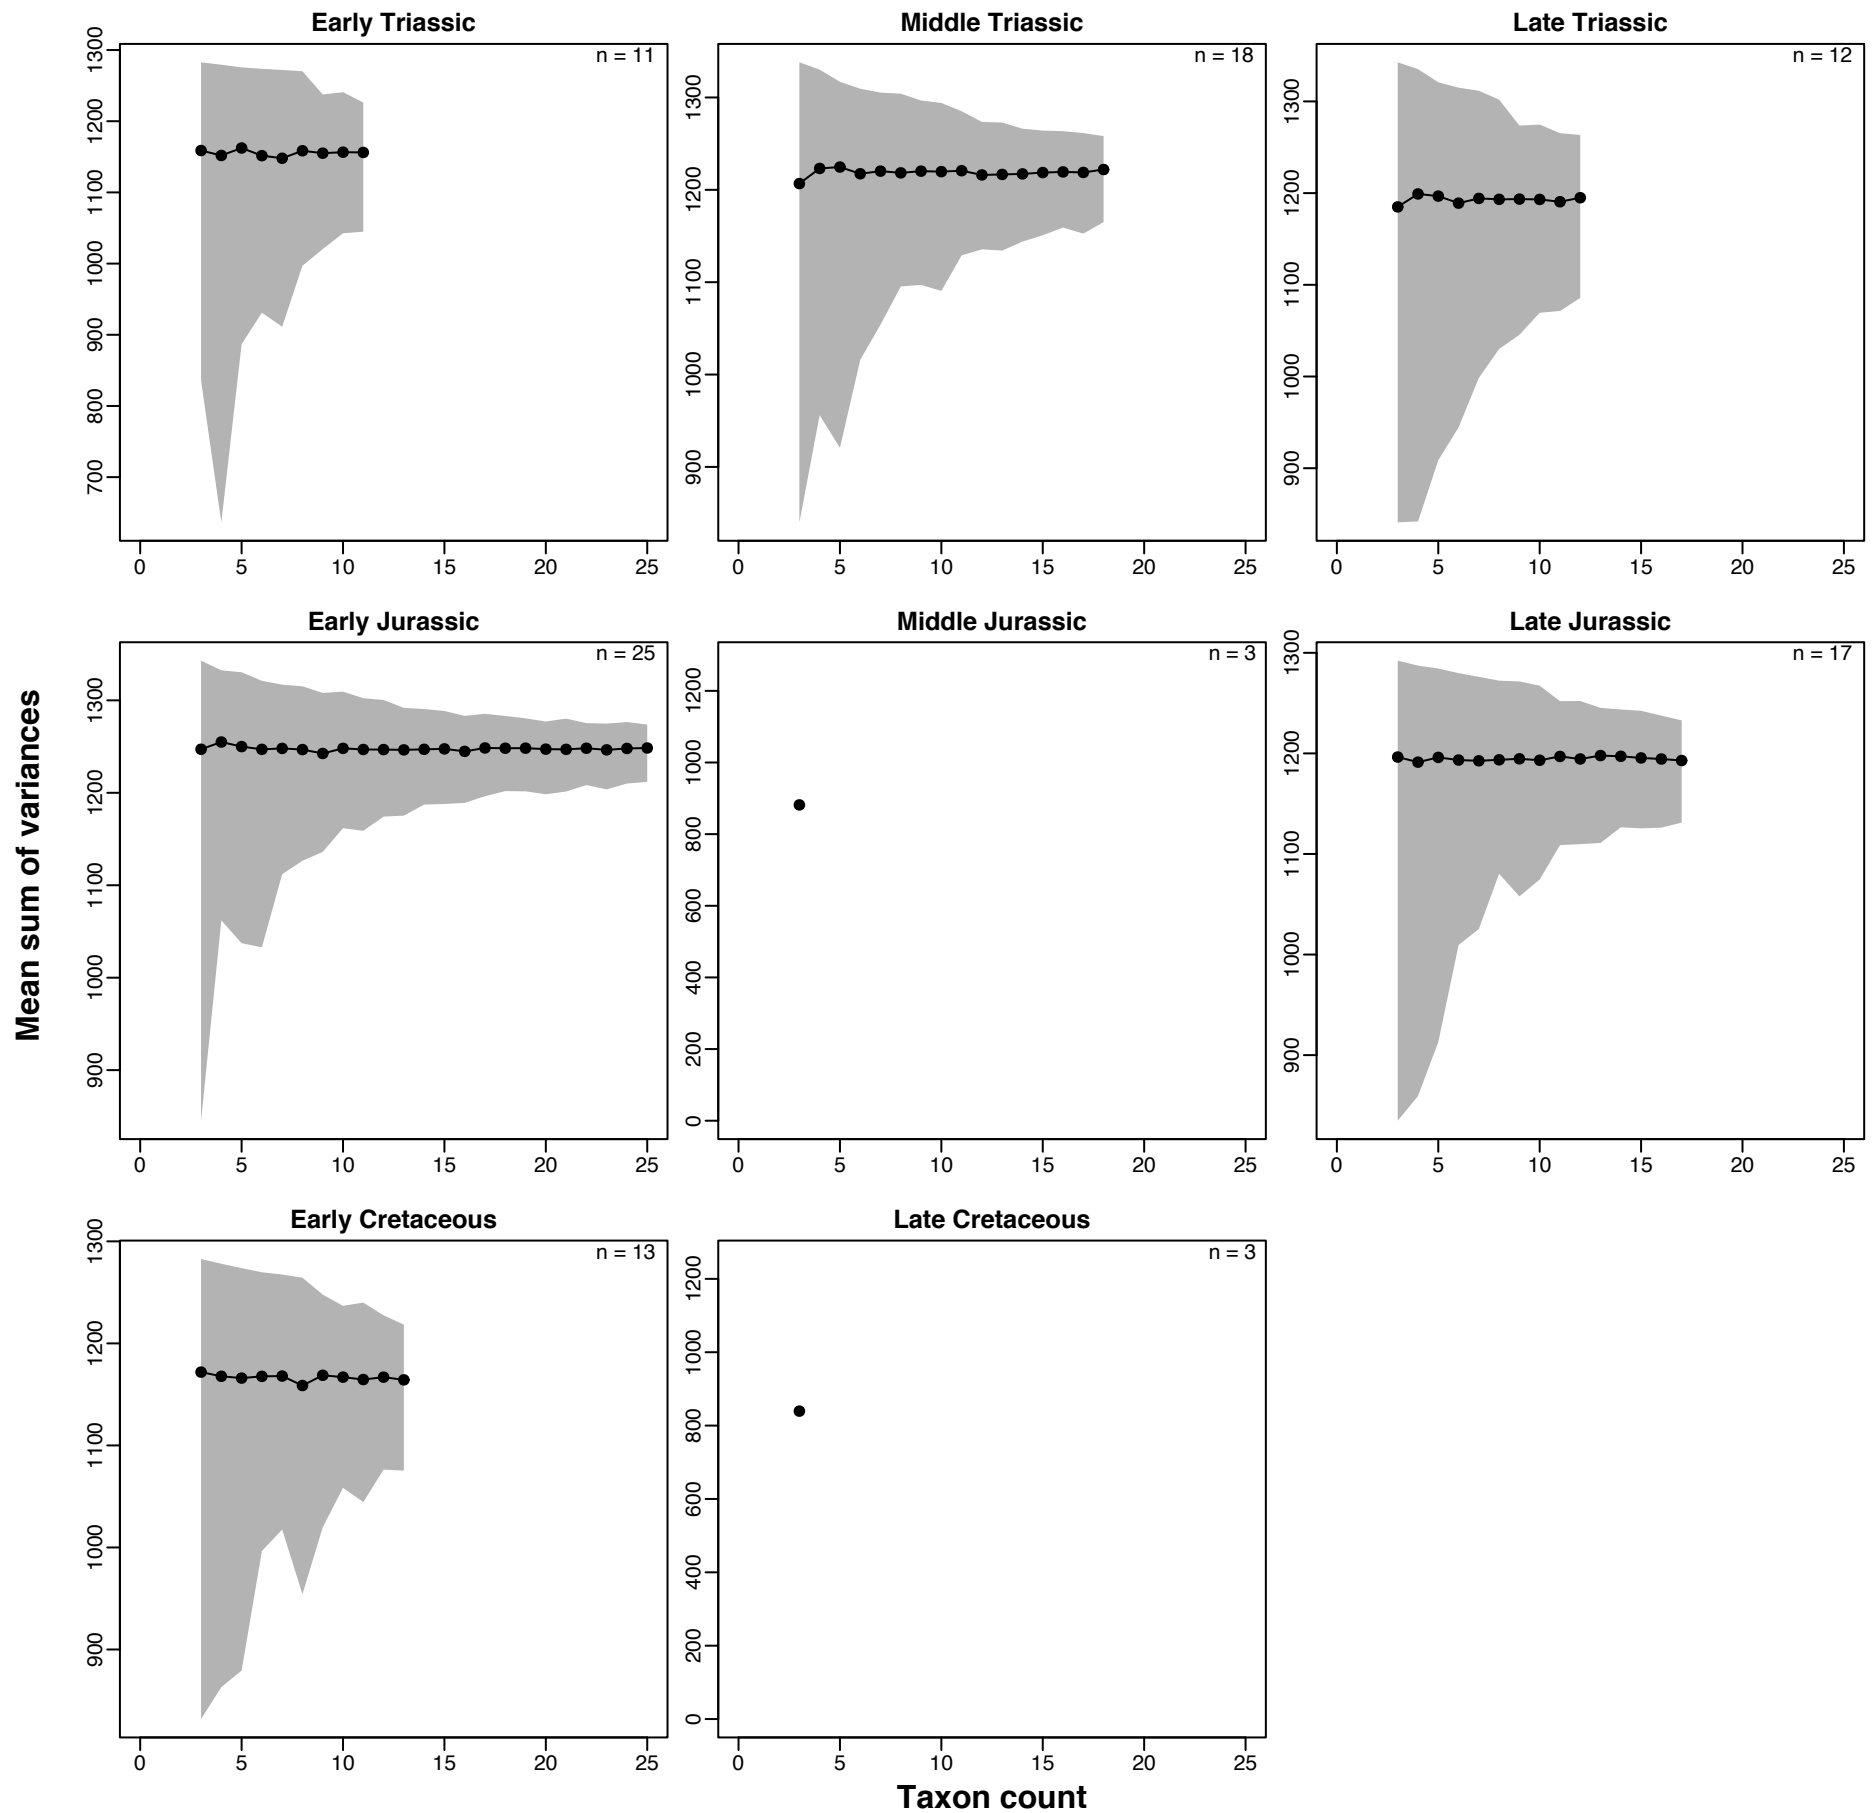 Early Triassic
n = 11
700 800 900 1000 1100 1200 1300
0 5 10 15 20 25
Middle Triassic
n = 18
900 1000 1100 1200 1300
0 5 10 15 20 25
Late Triassic
n = 12
900 1000 1100 1200 1300
0 5 10 15 20 25
Early Jurassic
n = 25
900 1000 1100 1200 1300
0 5 10 15 20 25
Middle Jurassic
n = 3
0 200 400 600 800 1000 1200
0 5 10 15 20 25
Late Jurassic
n = 17
900 1000 1100 1200 1300
0 5 10 15 20 25
Early Cretaceous
n = 13
900 1000 1100 1200 1300
0 5 10 15 20 25
Late Cretaceous
n = 3
0 200 400 600 800 1000 1200
0 5 10 15 20 25
Mean sum of variances
Taxon count